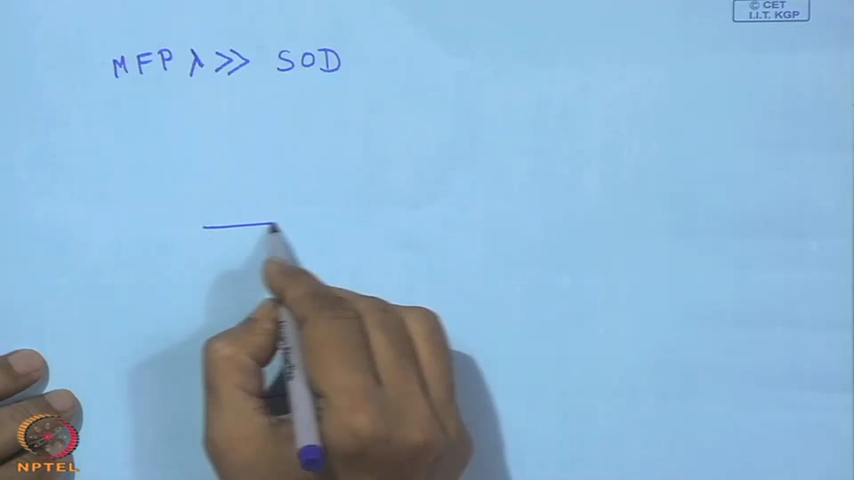 © CET
I.I.T. KGP
MFP λ >> SOD
NPTEL